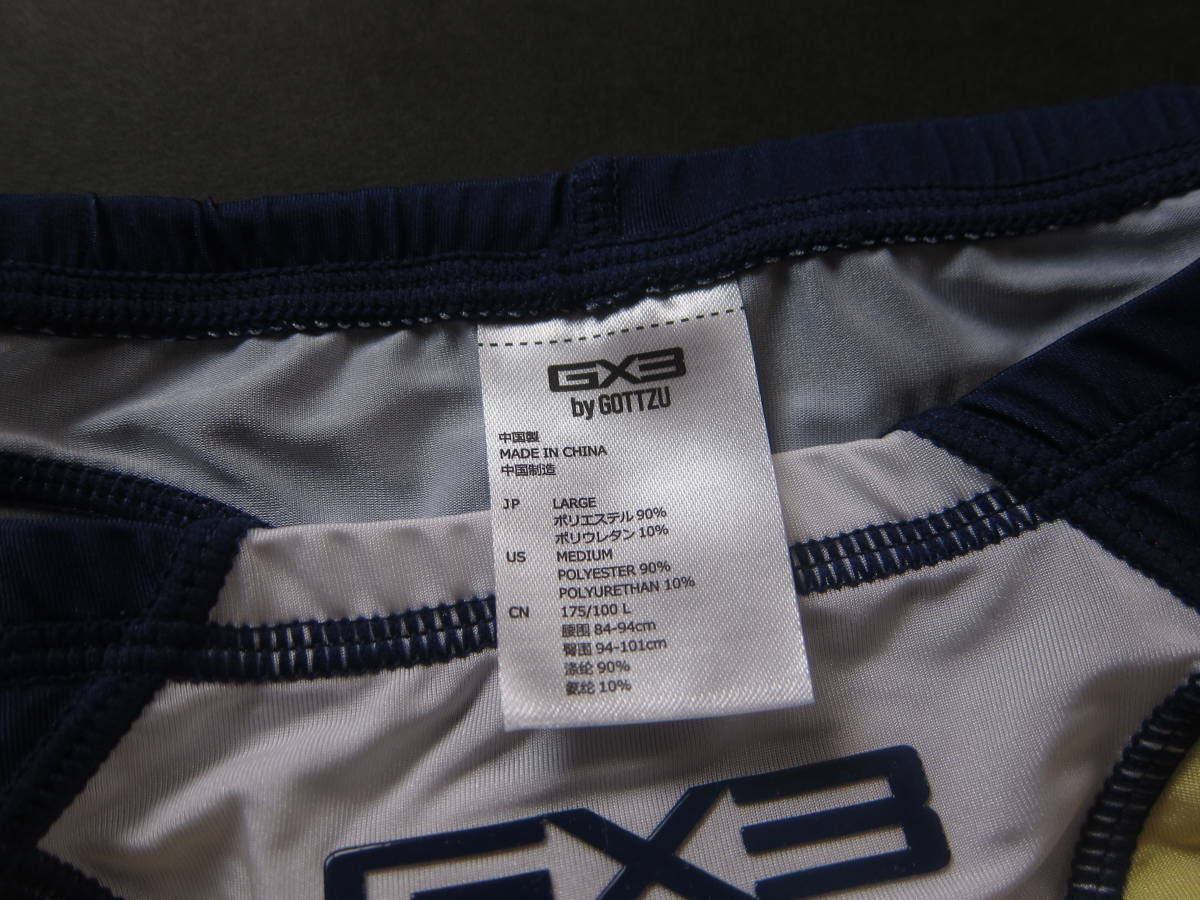 GX3
by GOTTZU
中国製
MADE IN CHINA
中国制造
JP LARGE
ポリエステル 90%
ポリウレタン 10%
US MEDIUM
POLYESTER 90%
POLYURETHAN 10%
CN 175/100 L
腰围 84-94cm
臀围 94-101cm
涤纶 90%
氨纶 10%
GX3